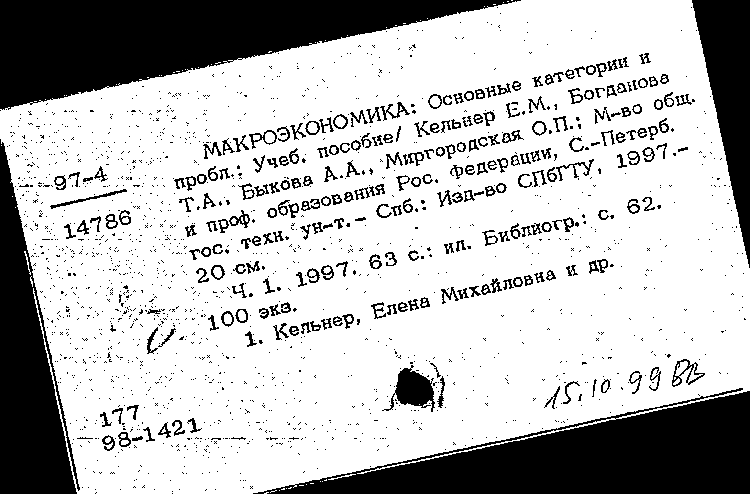 МАКРОЭКОНОМИКА: Основные категории и
пробл.: Учеб. пособие/ Кельнер Е.М., Богданова
Т.А., Быкова А.А., Миргородская О.П.; М-во общ.
и проф. образования Рос. Федерации, С.-Петерб.
гос. техн. ун-т. - Спб.: Изд-во СПбГТУ, 1997.-
20 см.
Ч. 1. 1997. 63 с.: ил. Библиогр.: с. 62.
100 экз.
1. Кельнер, Елена Михайловна и др.
97-4
14786
177
98-1421
15.10.99 ВВ